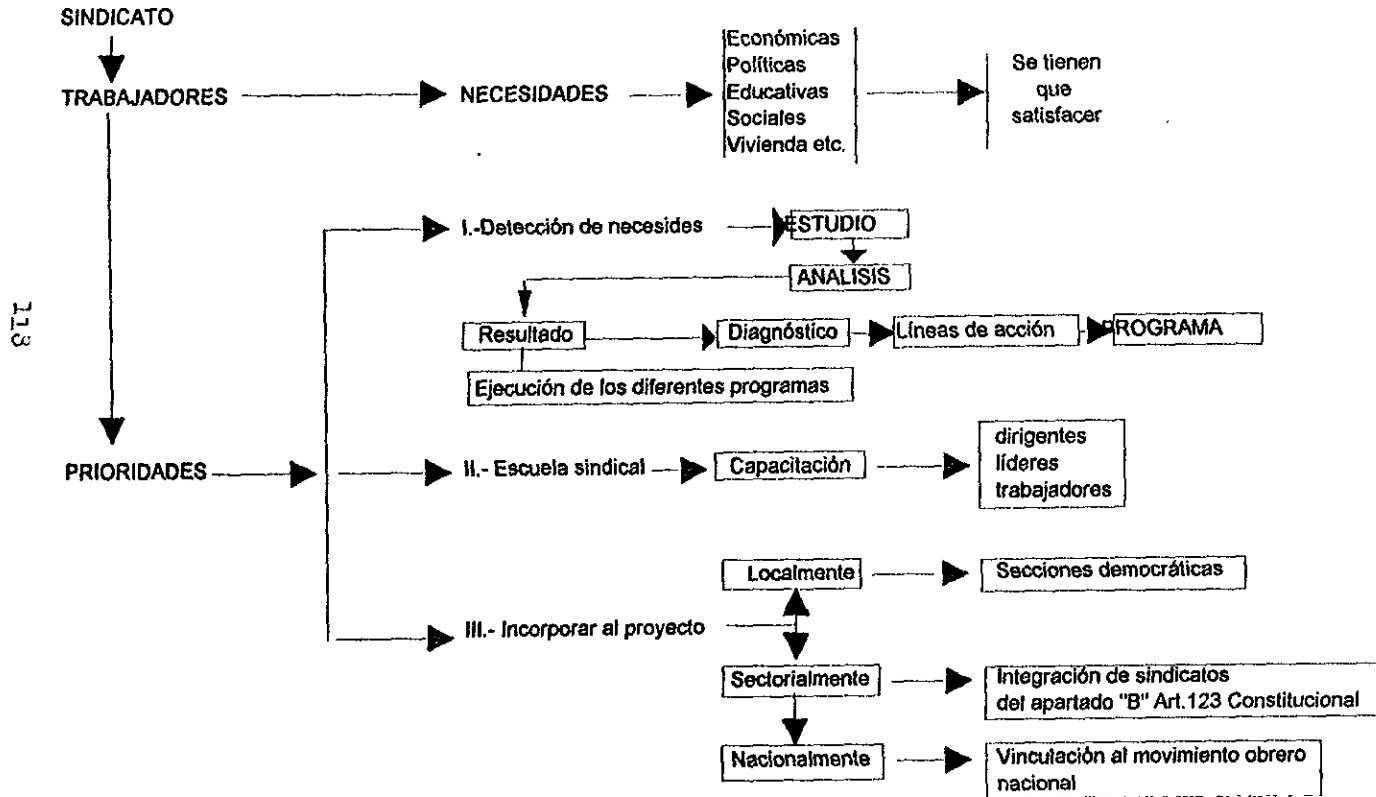 SINDICATO
TRABAJADORES
NECESIDADES
Económicas
Políticas
Educativas
Sociales
Vivienda etc.
Se tienen
que
satisfacer
I.-Detección de necesides
ESTUDIO
ANALISIS
Resultado
Diagnóstico
Líneas de acción
PROGRAMA
Ejecución de los diferentes programas
113
PRIORIDADES
II.- Escuela sindical
Capacitación
dirigentes
líderes
trabajadores
III.- Incorporar al proyecto
Localmente
Secciones democráticas
Sectorialmente
Integración de sindicatos
del apartado "B" Art.123 Constitucional
Nacionalmente
Vinculación al movimiento obrero
nacional